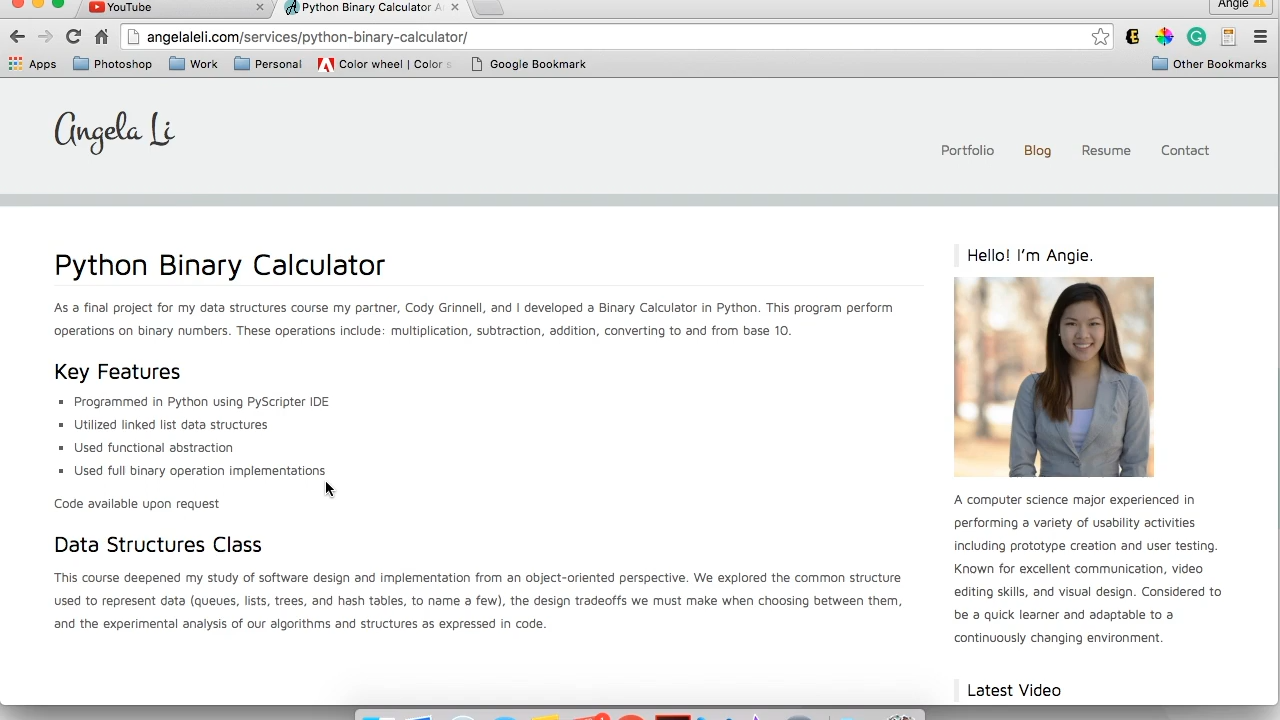 YouTube
Python Binary Calculator
Angie
angelaleli.com/services/python-binary-calculator/
Apps
Photoshop
Work
Personal
Color wheel | Color s
Google Bookmark
Other Bookmarks
Angela Li
Portfolio
Blog
Resume
Contact
Python Binary Calculator
As a final project for my data structures course my partner, Cody Grinnell, and I developed a Binary Calculator in Python. This program perform
operations on binary numbers. These operations include: multiplication, subtraction, addition, converting to and from base 10.
Key Features
Programmed in Python using PyScripter IDE
Utilized linked list data structures
Used functional abstraction
Used full binary operation implementations
Code available upon request
Data Structures Class
This course deepened my study of software design and implementation from an object-oriented perspective. We explored the common structure
used to represent data (queues, lists, trees, and hash tables, to name a few), the design tradeoffs we must make when choosing between them,
and the experimental analysis of our algorithms and structures as expressed in code.
Hello! I'm Angie.
A computer science major experienced in
performing a variety of usability activities
including prototype creation and user testing.
Known for excellent communication, video
editing skills, and visual design. Considered to
be a quick learner and adaptable to a
continuously changing environment.
Latest Video